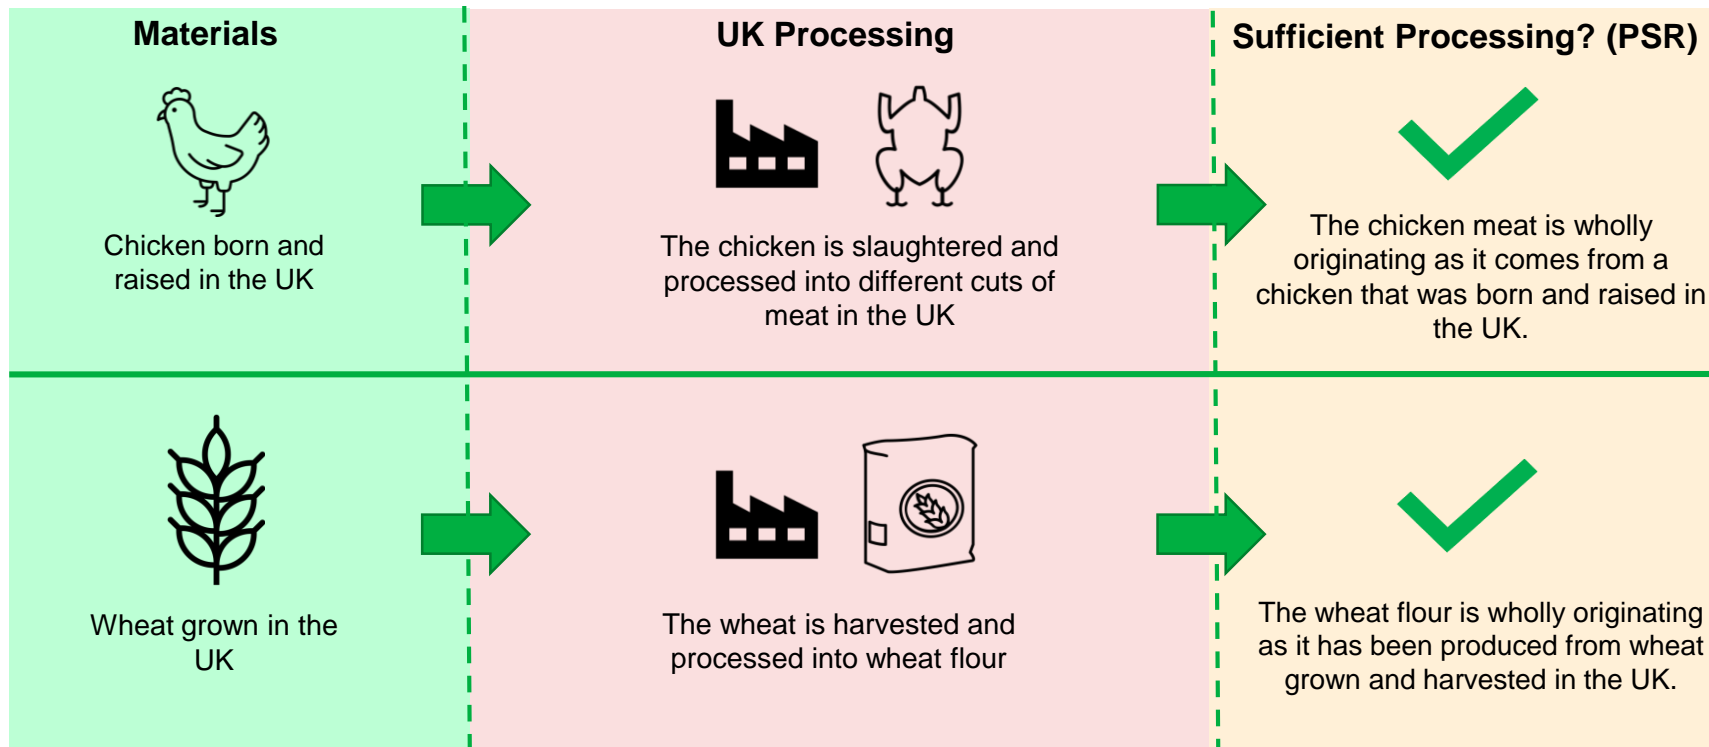 Materials
UK Processing
Sufficient Processing? (PSR)
Chicken born and
raised in the UK
The chicken is slaughtered and
processed into different cuts of
meat in the UK
The chicken meat is wholly
originating as it comes from a
chicken that was born and raised in
the UK.
Wheat grown in the
UK
The wheat is harvested and
processed into wheat flour
The wheat flour is wholly originating
as it has been produced from wheat
grown and harvested in the UK.